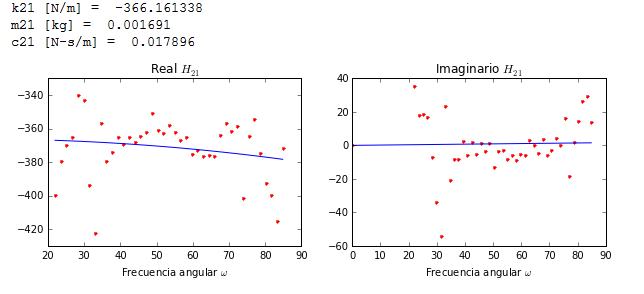 k21 [N/m] =  -366.161338
m21 [kg] =  0.001691
c21 [N-s/m] =  0.017896
Real H21
Imaginario H21
−340
−360
−380
−400
−420
20 30 40 50 60 70 80 90
Frecuencia angular ω
40
20
0
−20
−40
−60
0 10 20 30 40 50 60 70 80 90
Frecuencia angular ω